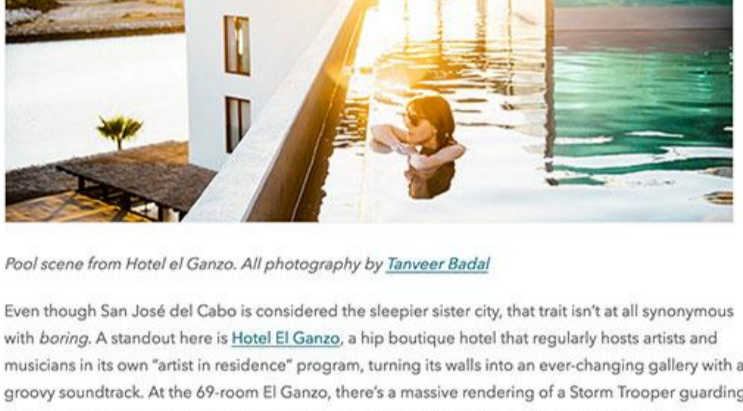 Pool scene from Hotel el Ganzo. All photography by Tanveer Badal
Even though San José del Cabo is considered the sleepier sister city, that trait isn’t at all synonymous
with boring. A standout here is Hotel El Ganzo, a hip boutique hotel that regularly hosts artists and
musicians in its own “artist in residence” program, turning its walls into an ever-changing gallery with a
groovy soundtrack. At the 69-room El Ganzo, there’s a massive rendering of a Storm Trooper guarding